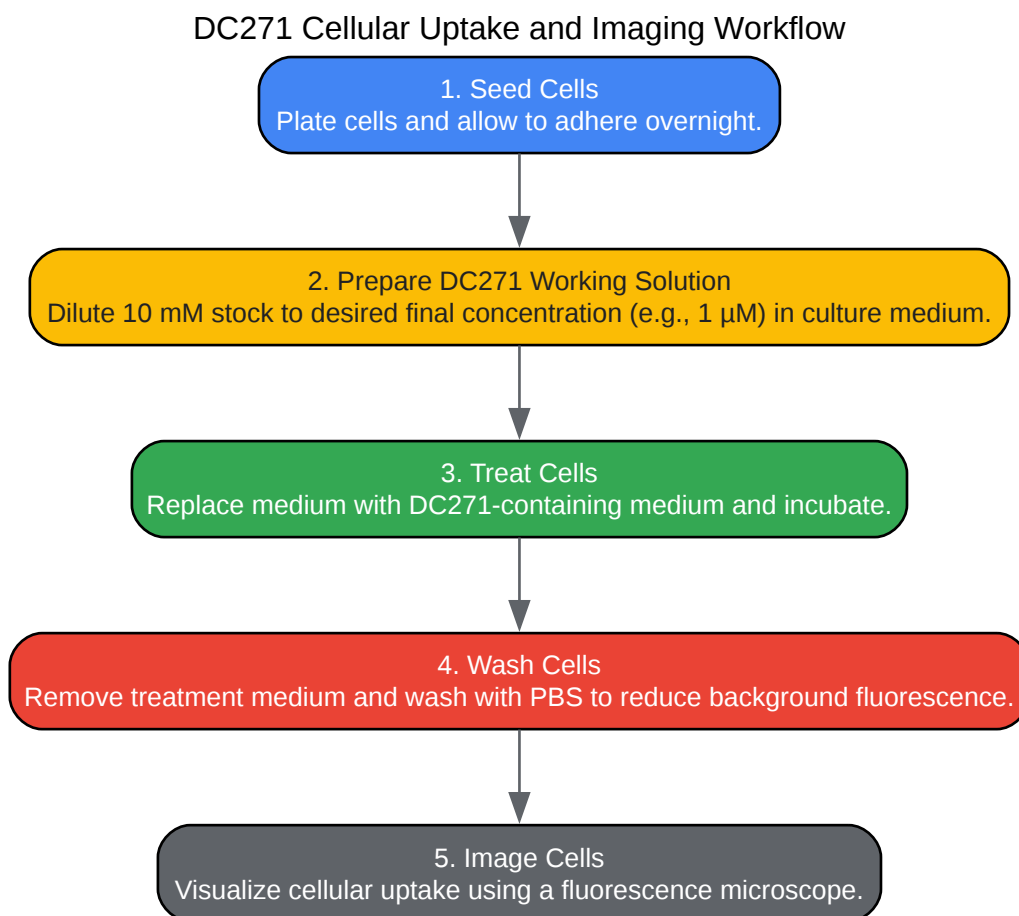 DC271 Cellular Uptake and Imaging Workflow
1. Seed Cells
Plate cells and allow to adhere overnight.
2. Prepare DC271 Working Solution
Dilute 10 mM stock to desired final concentration (e.g., 1 µM) in culture medium.
3. Treat Cells
Replace medium with DC271-containing medium and incubate.
4. Wash Cells
Remove treatment medium and wash with PBS to reduce background fluorescence.
5. Image Cells
Visualize cellular uptake using a fluorescence microscope.